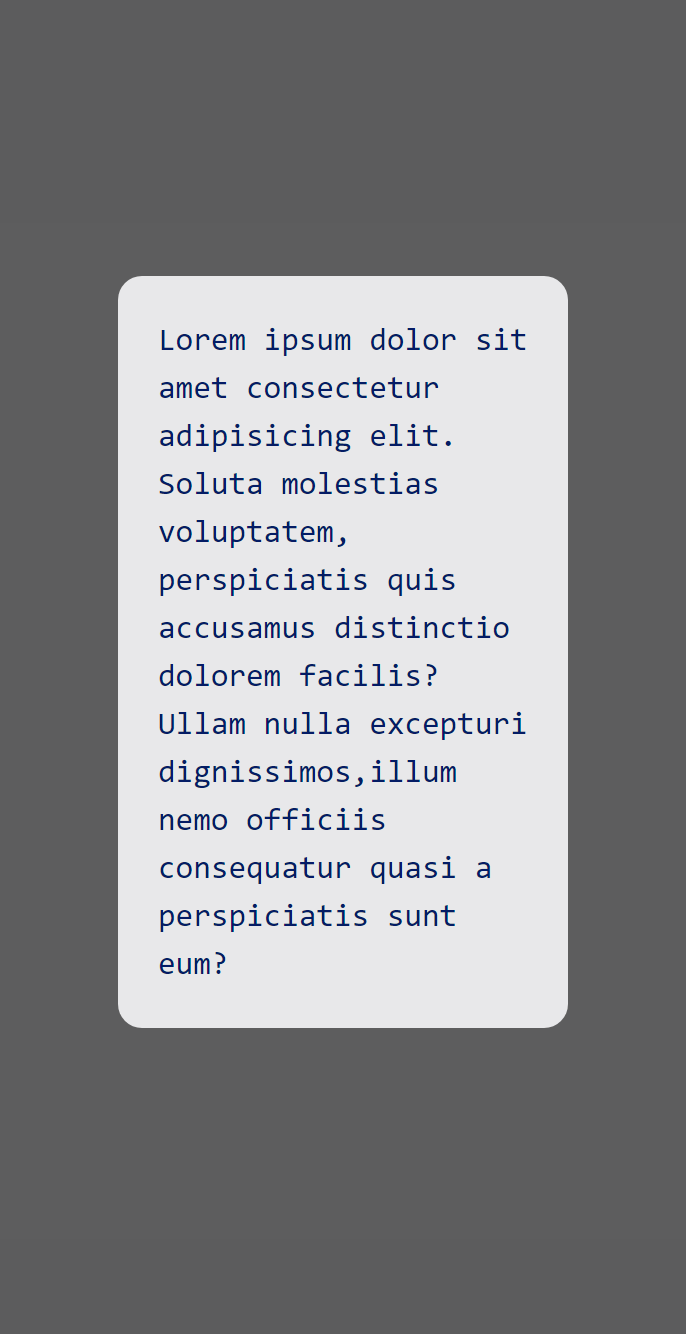 Lorem ipsum dolor sit
amet consectetur
adipisicing elit.
Soluta molestias
voluptatem,
perspiciatis quis
accusamus distinctio
dolorem facilis?
Ullam nulla excepturi
dignissimos,illum
nemo officiis
consequatur quasi a
perspiciatis sunt
eum?